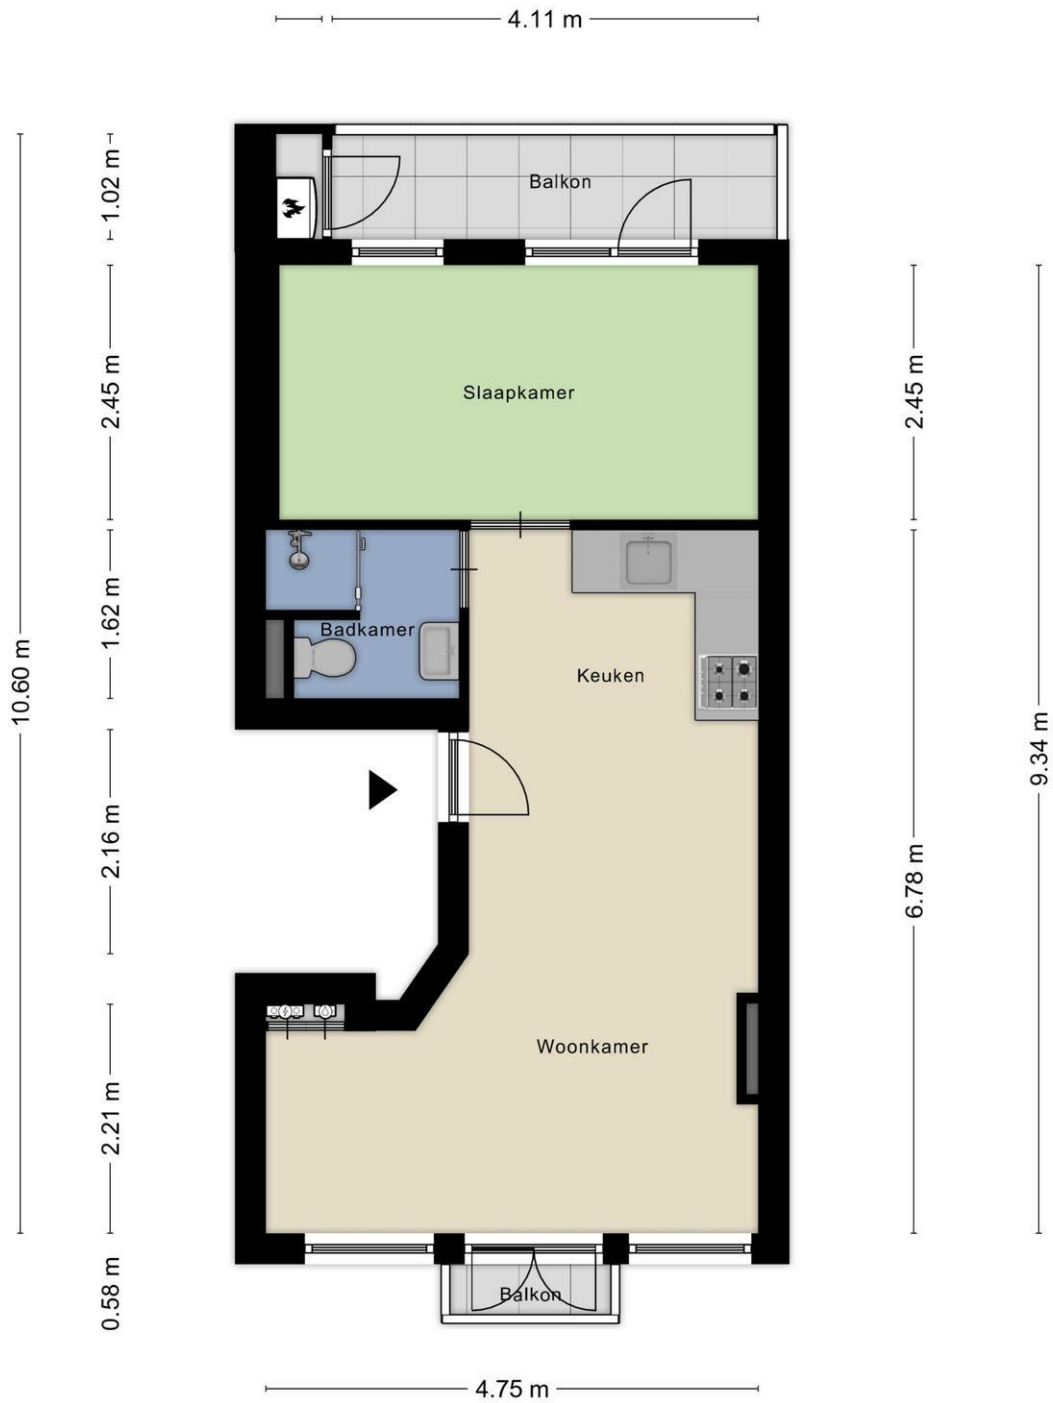 4.11 m
1.02 m
Balkon
2.45 m
2.45 m
Slaapkamer
1.62 m
Badkamer
Keuken
10.60 m
9.34 m
2.16 m
6.78 m
Woonkamer
2.21 m
0.58 m
Balkon
4.75 m